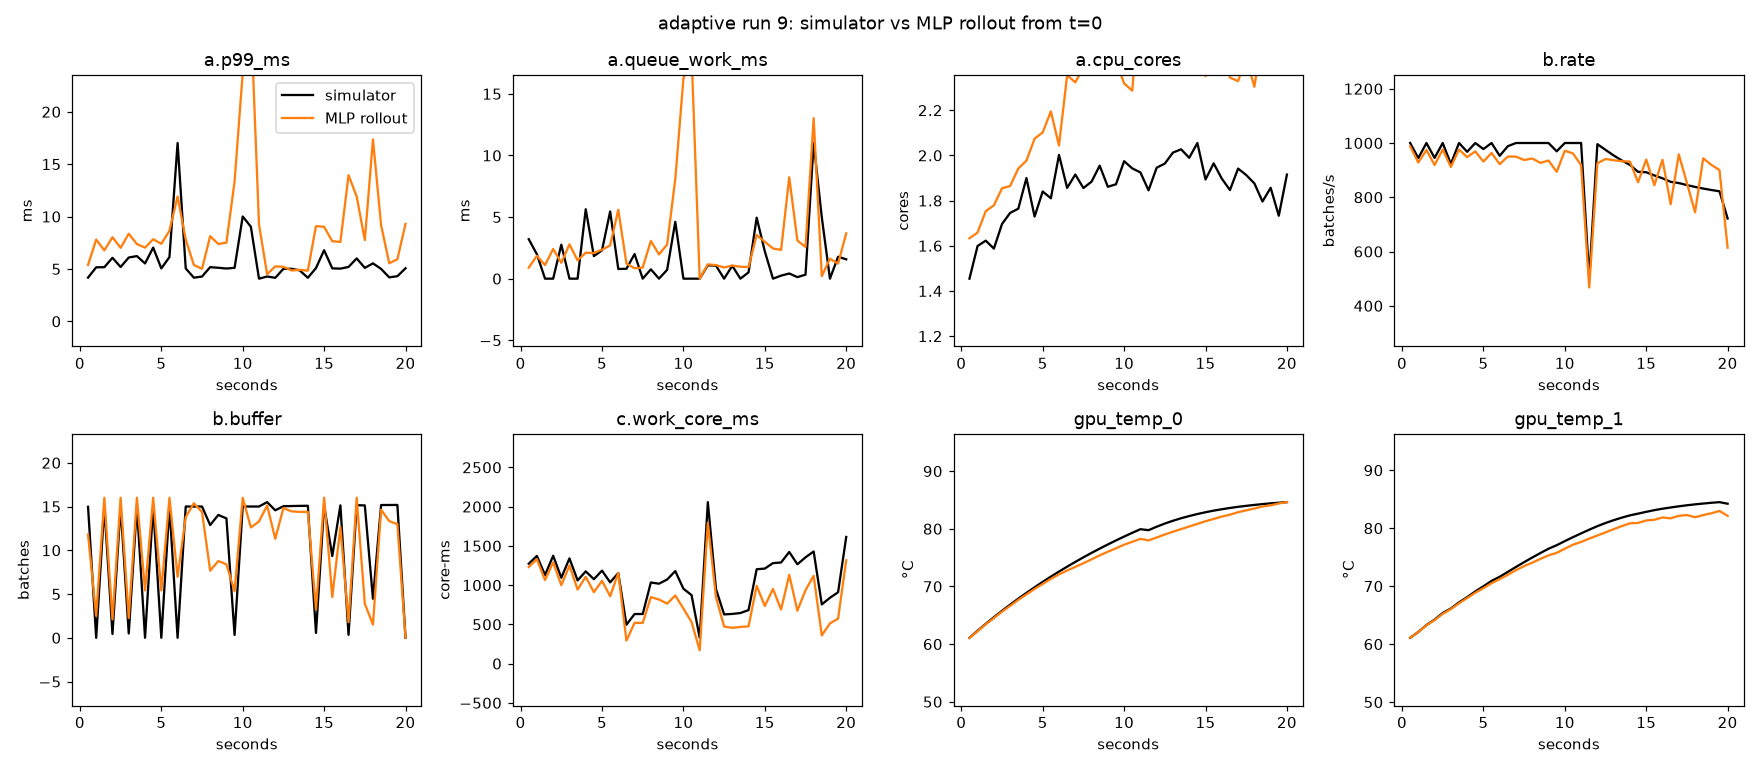 adaptive run 9: simulator vs MLP rollout from t=0
a.p99_ms
ms
20
15
10
5
0
simulator
MLP rollout
0 5 10 15 20
seconds
a.queue_work_ms
ms
15
10
5
0
−5
0 5 10 15 20
seconds
a.cpu_cores
cores
2.2
2.0
1.8
1.6
1.4
1.2
0 5 10 15 20
seconds
b.rate
batches/s
1200
1000
800
600
400
0 5 10 15 20
seconds
b.buffer
batches
20
15
10
5
0
−5
0 5 10 15 20
seconds
c.work_core_ms
core-ms
2500
2000
1500
1000
500
0
−500
0 5 10 15 20
seconds
gpu_temp_0
°C
90
80
70
60
50
0 5 10 15 20
seconds
gpu_temp_1
°C
90
80
70
60
50
0 5 10 15 20
seconds